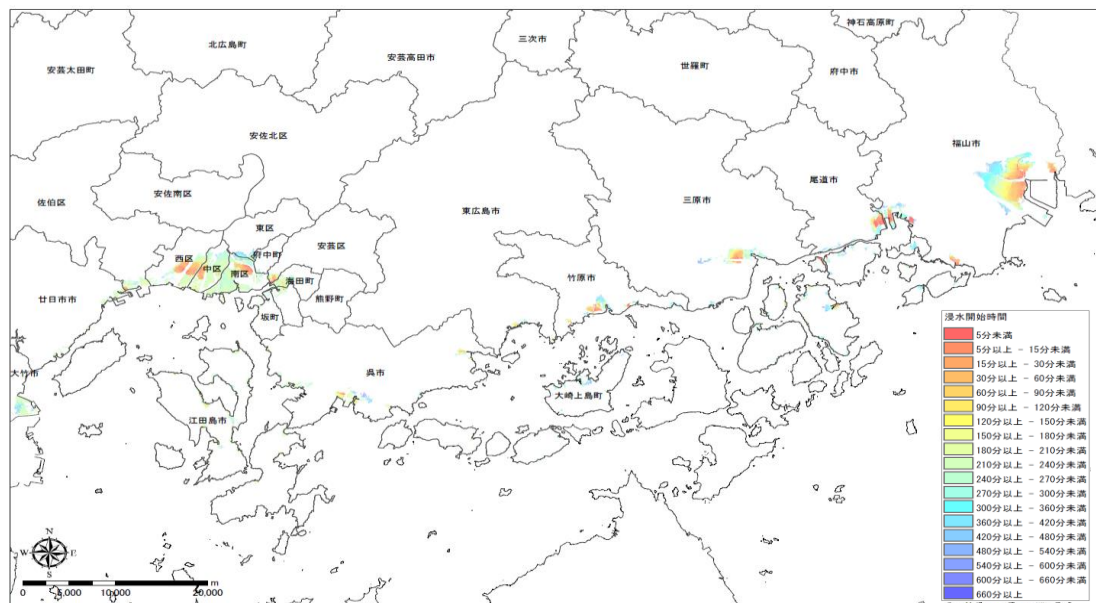 神石高原町
三次市
北広島町
安芸高田市
世羅町
安芸太田町
府中市
安佐北区
福山市
尾道市
安佐南区
佐伯区
三原市
東広島市
東区
安芸区
府中町
西区
中区
南区
海田町
竹原市
廿日市市
熊野町
坂町
大竹市
呉市
大崎上島町
江田島市
浸水開始時間
5分未満
5分以上 - 15分未満
15分以上 - 30分未満
30分以上 - 60分未満
60分以上 - 90分未満
90分以上 - 120分未満
120分以上 - 150分未満
150分以上 - 180分未満
180分以上 - 210分未満
210分以上 - 240分未満
240分以上 - 270分未満
270分以上 - 300分未満
300分以上 - 360分未満
360分以上 - 420分未満
420分以上 - 480分未満
480分以上 - 540分未満
540分以上 - 600分未満
600分以上 - 660分未満
660分以上
N
W E
S
0 5,000 10,000 20,000 m